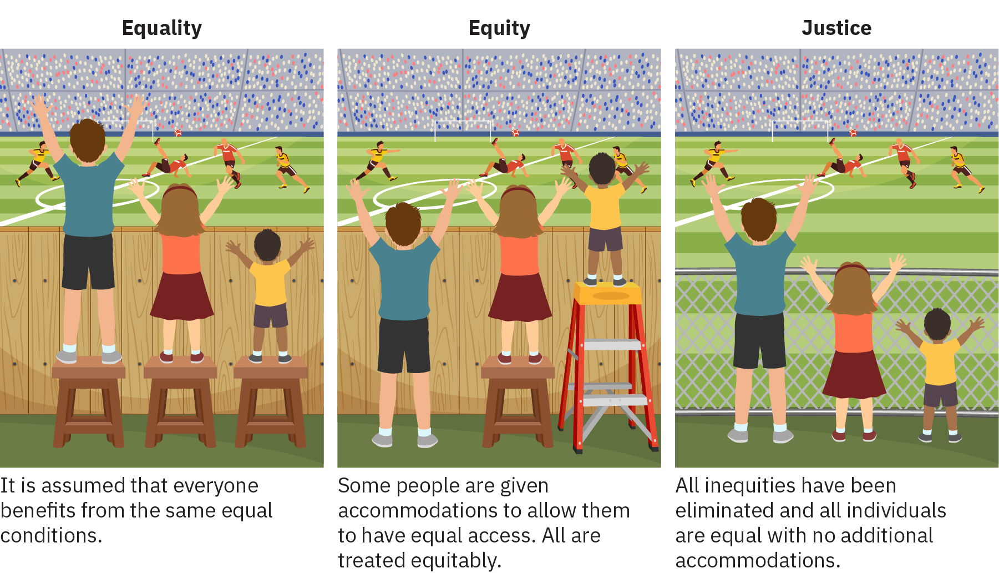 Equality
It is assumed that everyone
benefits from the same equal
conditions.
Equity
Some people are given
accommodations to allow them
to have equal access. All are
treated equitably.
Justice
All inequities have been
eliminated and all individuals
are equal with no additional
accommodations.